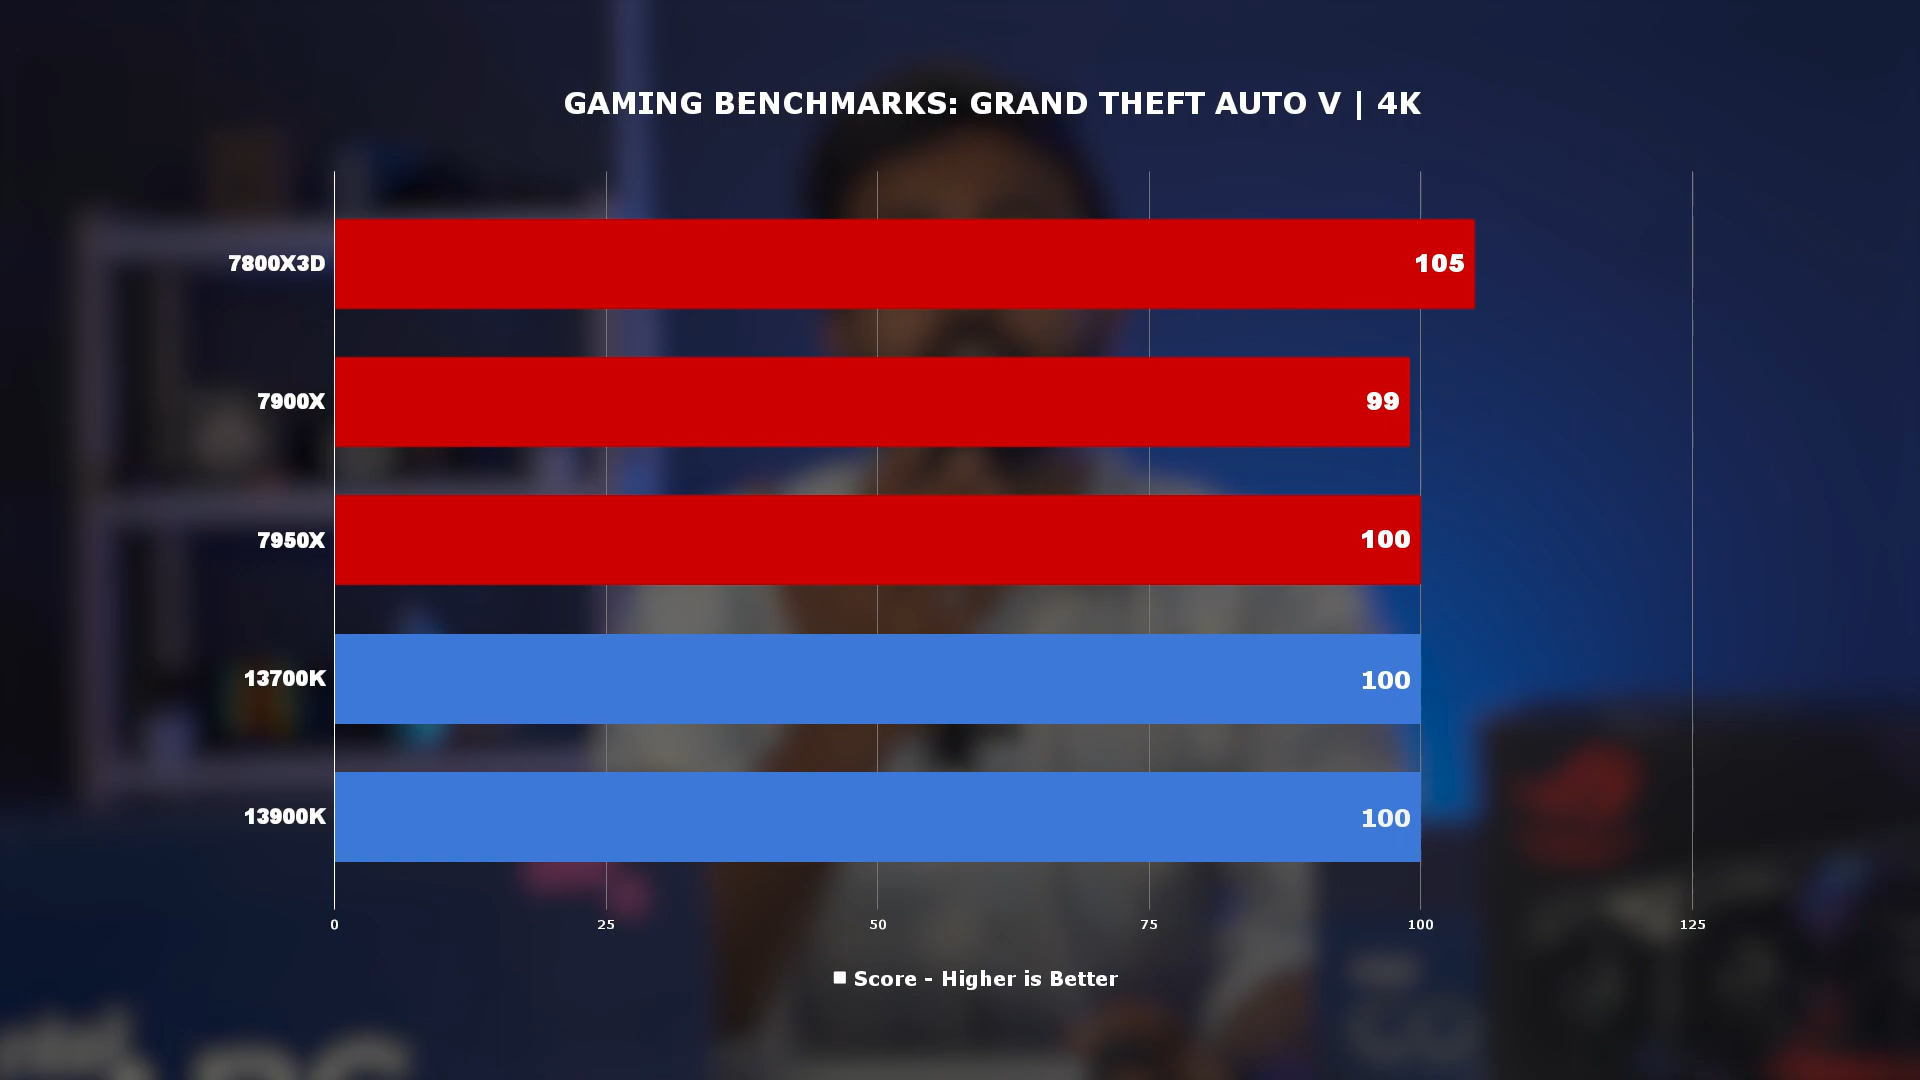 GAMING BENCHMARKS: GRAND THEFT AUTO V | 4K
7800X3D
105
7900X
99
7950X
100
13700K
100
13900K
100
0 25 50 75 100 125
Score - Higher is Better